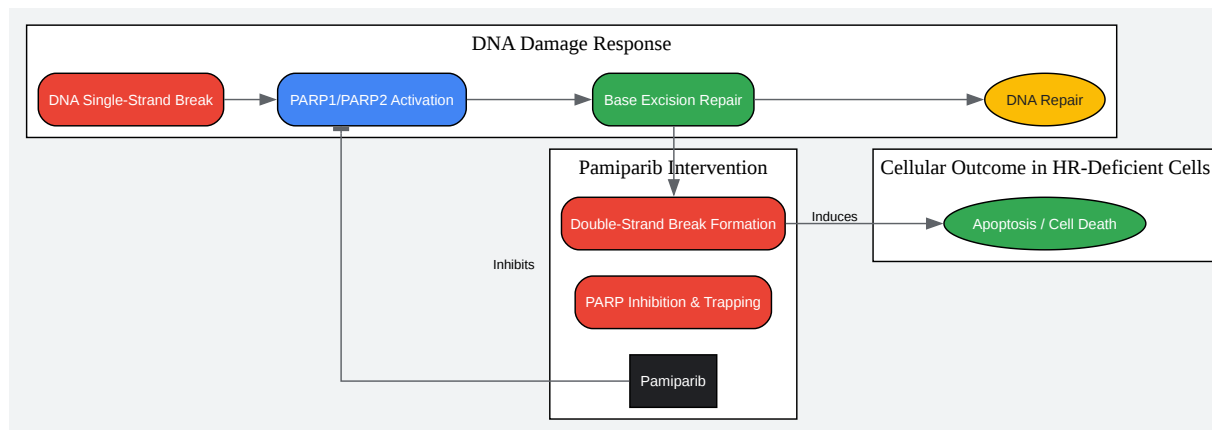 DNA Damage Response
DNA Single-Strand Break
PARP1/PARP2 Activation
Base Excision Repair
DNA Repair
Pamiparib Intervention
Cellular Outcome in HR-Deficient Cells
Double-Strand Break Formation
Induces
Apoptosis / Cell Death
Inhibits
PARP Inhibition & Trapping
Pamiparib